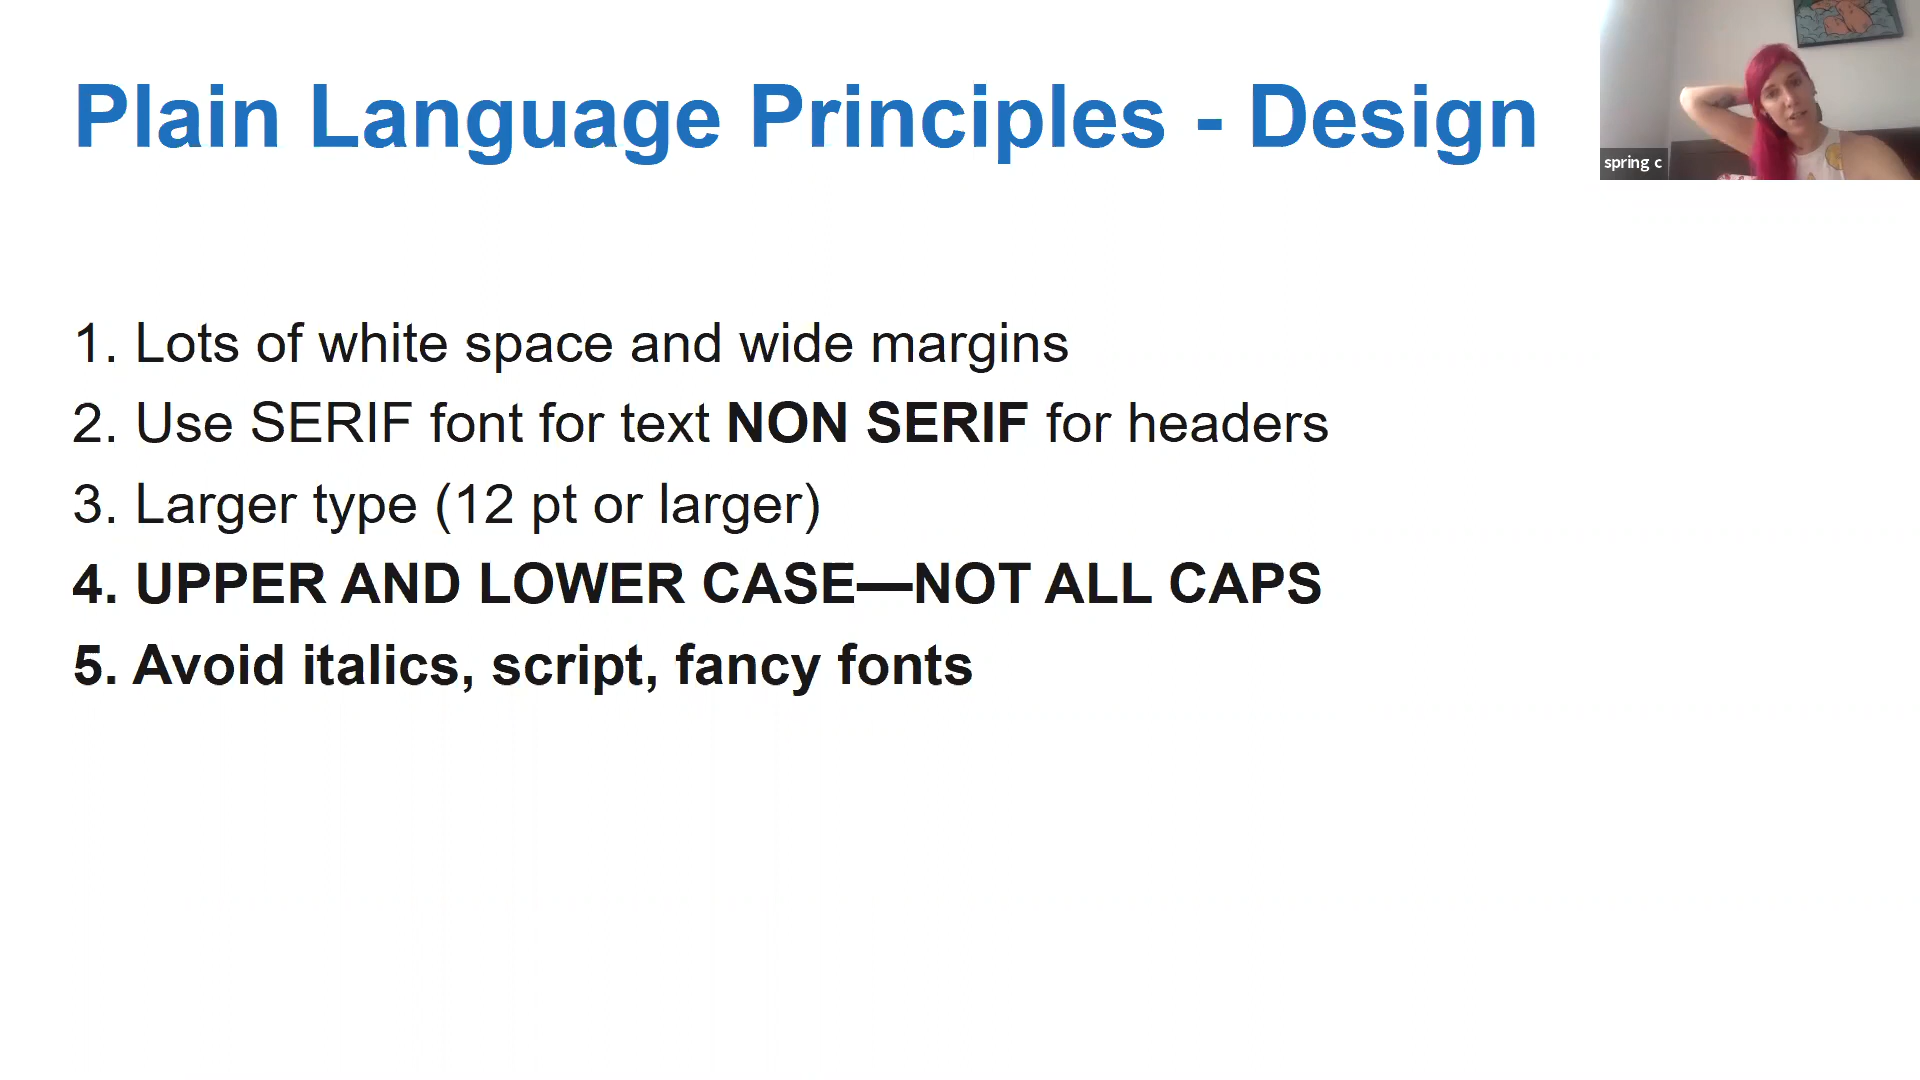 Plain Language Principles - Design
spring c
1. Lots of white space and wide margins
2. Use SERIF font for text NON SERIF for headers
3. Larger type (12 pt or larger)
4. UPPER AND LOWER CASE—NOT ALL CAPS
5. Avoid italics, script, fancy fonts